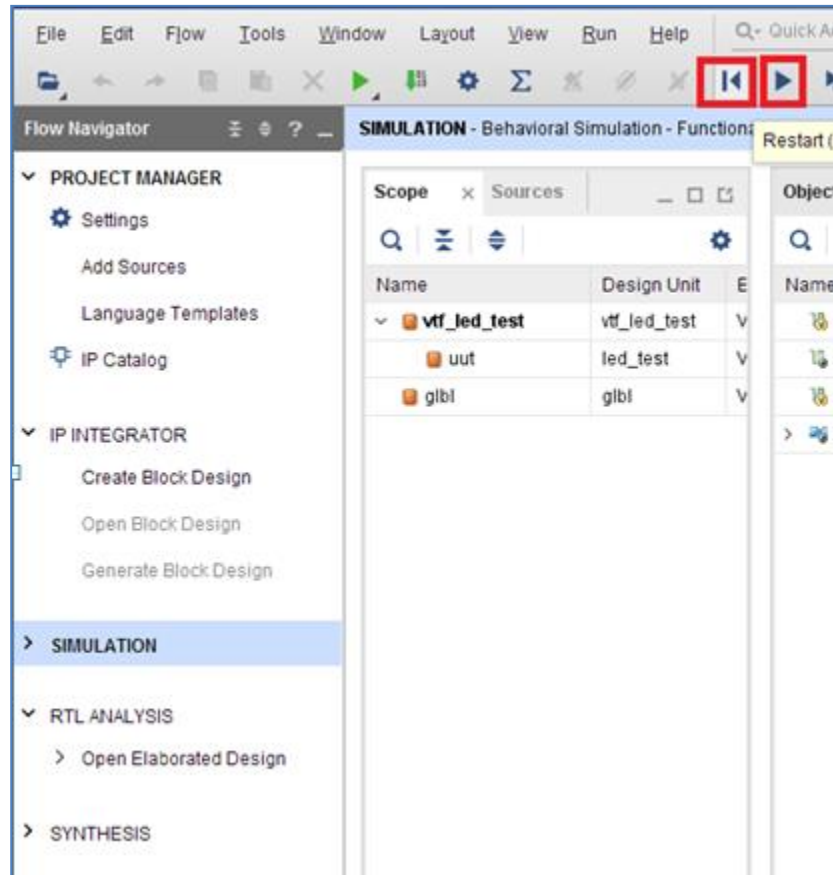 File Edit Flow Tools Window Layout View Run Help Quick
Flow Navigator ? SIMULATION - Behavioral Simulation - Functiona
Restart (
PROJECT MANAGER
Settings
Add Sources
Language Templates
IP Catalog
IP INTEGRATOR
Create Block Design
Open Block Design
Generate Block Design
SIMULATION
RTL ANALYSIS
Open Elaborated Design
SYNTHESIS
Scope Sources
Name Design Unit
vtf_led_test vtf_led_test V
uut led_test V
glbl glbl V
Object
Name